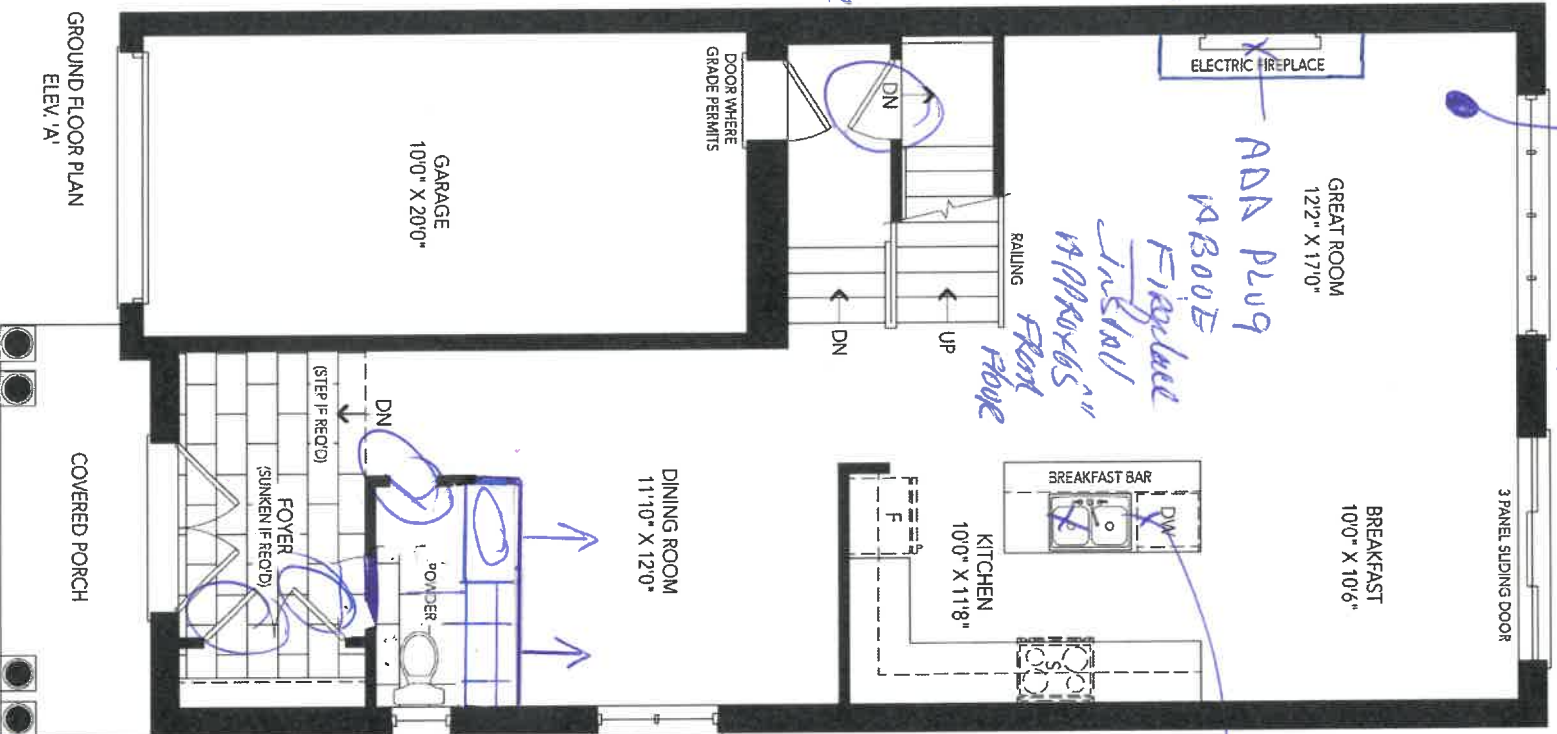 GREAT ROOM
12'2" X 17'0"
ELECTRIC FIREPLACE
ADD PLUG
ABOVE
Fireplace
Install
APPROX 65"
FROM
FLOOR
3 PANEL SLIDING DOOR
BREAKFAST
10'0" X 10'6"
BREAKFAST BAR
DW
KITCHEN
10'0" X 11'8"
F
S
RAILING
UP
DN
DN
DOOR WHERE
GRADE PERMITS
DINING ROOM
11'10" X 12'0"
GARAGE
10'0" X 20'0"
POWDER
DN
(STEP IF REQ'D)
FOYER
(SUNKEN IF REQ'D)
COVERED PORCH
GROUND FLOOR PLAN
ELEV. 'A'